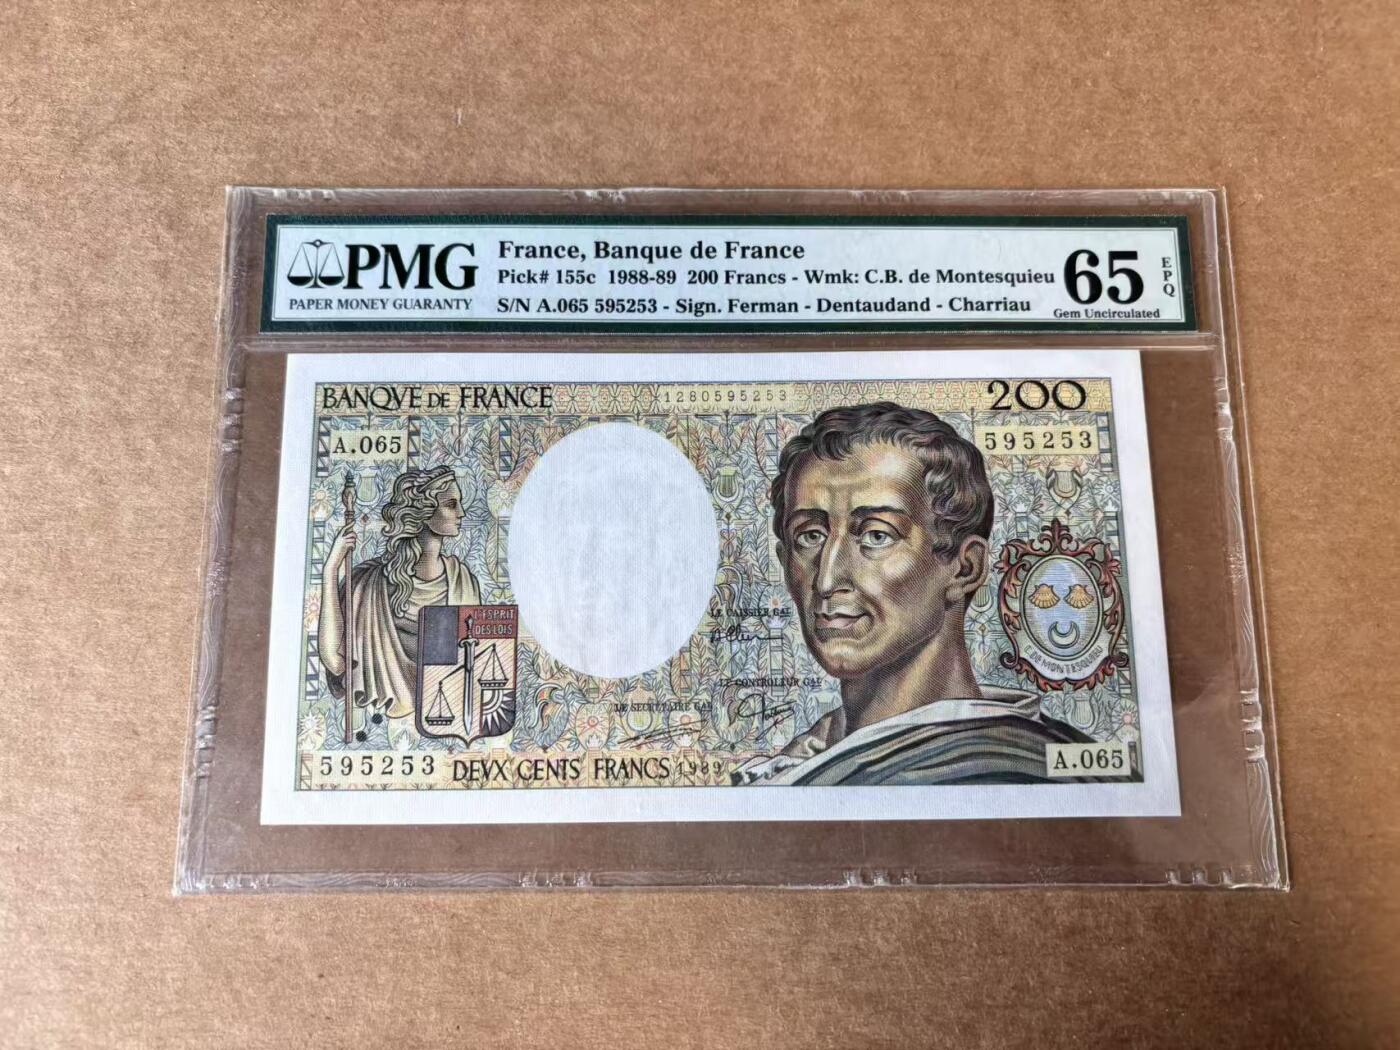 PMG
PAPER MONEY GUARANTY
France, Banque de France
Pick# 155c 1988-89 200 Francs - Wmk: C.B. de Montesquieu
S/N A.065 595253 - Sign. Ferman - Dentaudand - Charriau
65
EPQ
Gem Uncirculated
BANQVE DE FRANCE
1280595253
200
A.065
595253
L'ESPRIT
DES LOIS
LE CAISSIER GAL
LE CONTROLEUR GAL
LE SECRETAIRE GAL
C. DE MONTESQUIEU
595253
DEVX CENTS FRANCS
1989
A.065